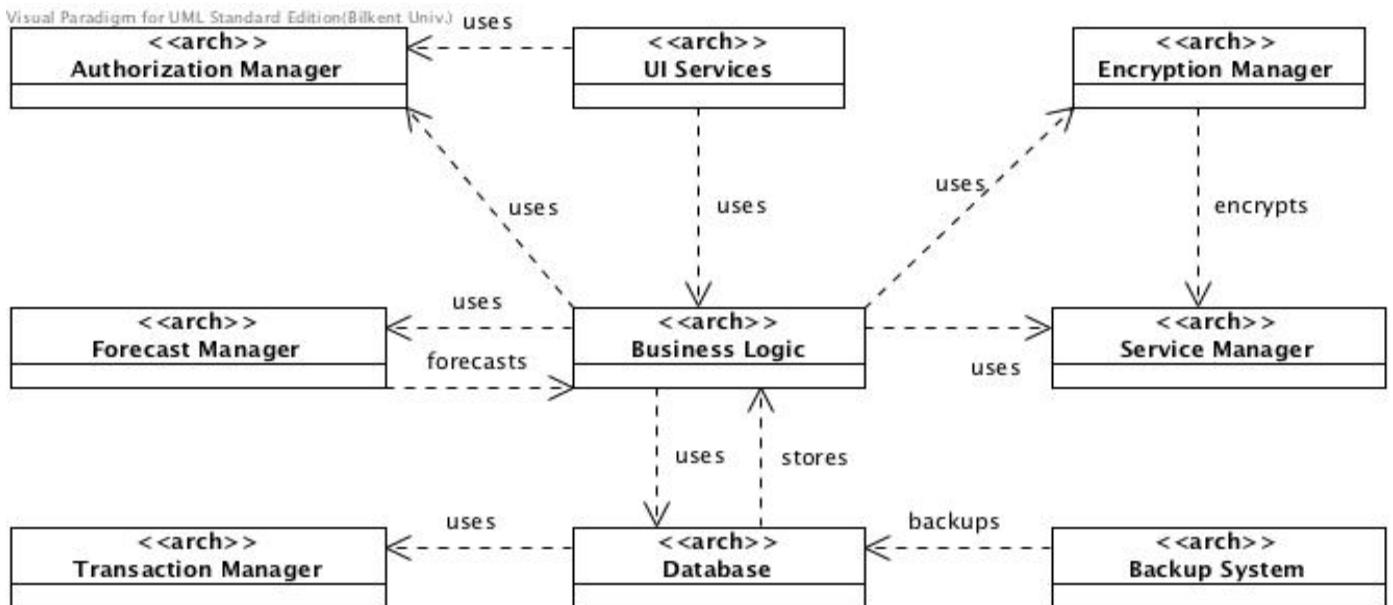 Visual Paradigm for UML Standard Edition(Bilkent Univ.)
<<arch>>
Authorization Manager
uses
<<arch>>
UI Services
<<arch>>
Encryption Manager
uses
uses
uses
encrypts
<<arch>>
Forecast Manager
uses
forecasts
<<arch>>
Business Logic
uses
<<arch>>
Service Manager
uses
stores
<<arch>>
Transaction Manager
uses
<<arch>>
Database
backups
<<arch>>
Backup System